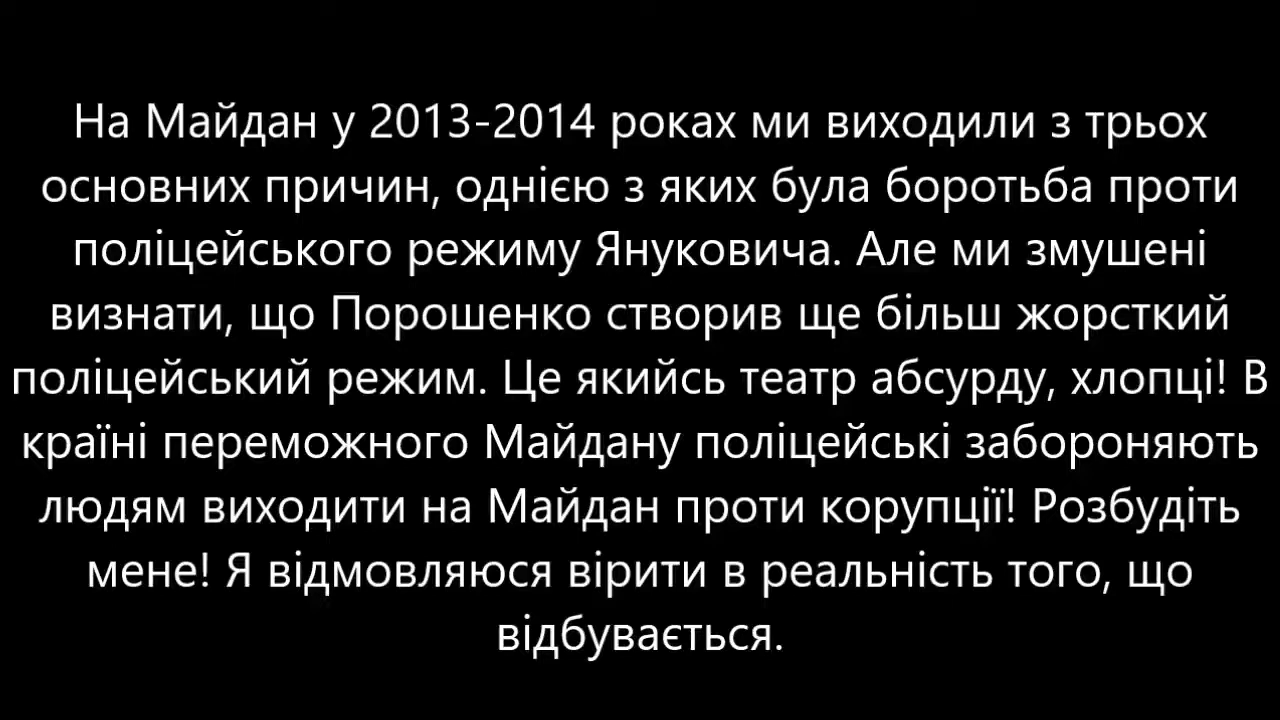 На Майдан у 2013-2014 роках ми виходили з трьох
основних причин, однією з яких була боротьба проти
поліцейського режиму Януковича. Але ми змушені
визнати, що Порошенко створив ще більш жорсткий
поліцейський режим. Це якийсь театр абсурду, хлопці! В
країні переможного Майдану поліцейські забороняють
людям виходити на Майдан проти корупції! Розбудіть
мене! Я відмовляюся вірити в реальність того, що
відбувається.